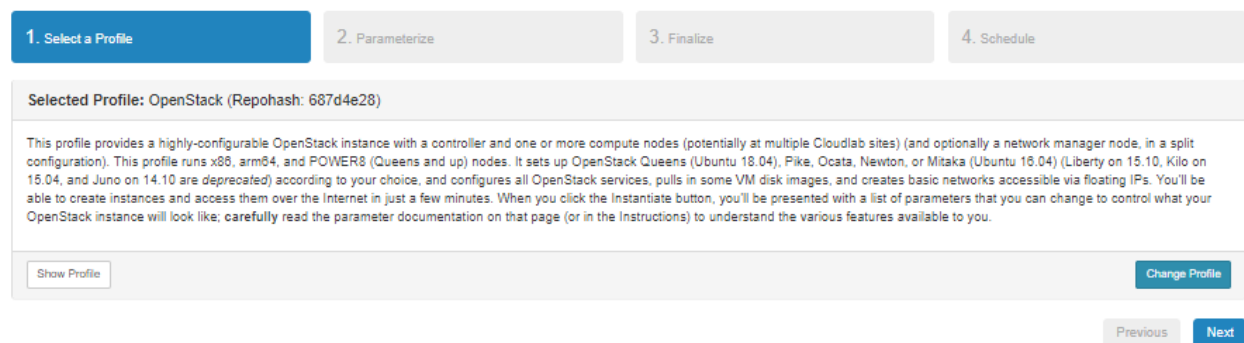 1. Select a Profile
2. Parameterize
3. Finalize
4. Schedule
Selected Profile: OpenStack (Repohash: 687d4e28)
This profile provides a highly-configurable OpenStack instance with a controller and one or more compute nodes (potentially at multiple Cloudlab sites) (and optionally a network manager node, in a split
configuration). This profile runs x86, arm64, and POWER8 (Queens and up) nodes. It sets up OpenStack Queens (Ubuntu 18.04), Pike, Ocata, Newton, or Mitaka (Ubuntu 16.04) (Liberty on 15.10, Kilo on
15.04, and Juno on 14.10 are deprecated) according to your choice, and configures all OpenStack services, pulls in some VM disk images, and creates basic networks accessible via floating IPs. You'll be
able to create instances and access them over the Internet in just a few minutes. When you click the Instantiate button, you'll be presented with a list of parameters that you can change to control what your
OpenStack instance will look like; carefully read the parameter documentation on that page (or in the Instructions) to understand the various features available to you.
Show Profile
Change Profile
Previous
Next